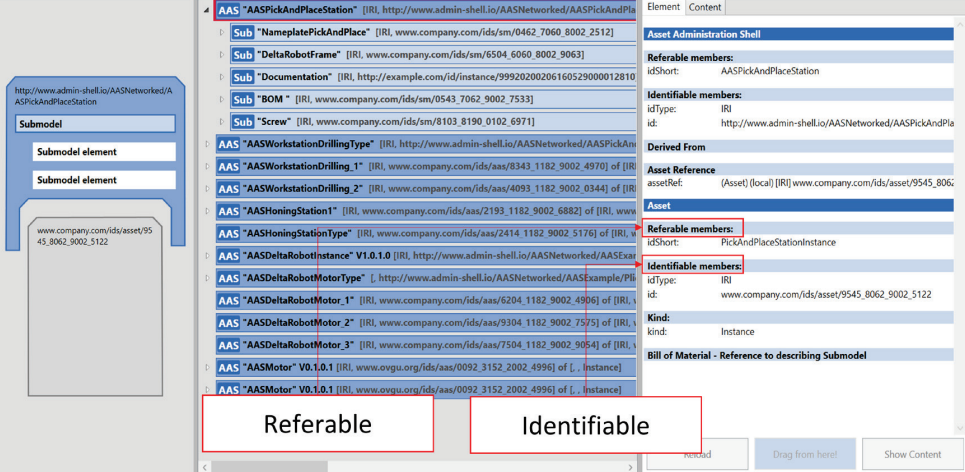 http://www.admin-shell.io/AASNetworked/A
ASPickAndPlaceStation
Submodel
Submodel element
Submodel element
www.company.com/ids/asset/95
45_8062_9002_5122
AAS "AASPickAndPlaceStation" [IRI, http://www.admin-shell.io/AASNetworked/AASPickAndPla
Sub "NameplatePickAndPlace" [IRI, www.company.com/ids/sm/0462_7060_8002_2512]
Sub "DeltaRobotFrame" [IRI, www.company.com/ids/sm/6504_6060_8002_9063]
Sub "Documentation" [IRI, http://example.com/id/instance/99920200206160529000012810
Sub "BOM " [IRI, www.company.com/ids/sm/0543_7062_9002_7533]
Sub "Screw" [IRI, www.company.com/ids/sm/8103_8190_0102_6971]
AAS "AASWorkstationDrillingType" [IRI, http://www.admin-shell.io/AASNetworked/AASPickAn
AAS "AASWorkstationDrilling_1" [IRI, www.company.com/ids/aas/8343_1182_9002_4970] of [IR
AAS "AASWorkstationDrilling_2" [IRI, www.company.com/ids/aas/4093_1182_9002_0344] of [IR
AAS "AASHoningStation1" [IRI, www.company.com/ids/aas/2193_1182_9002_6882] of [IRI, www
AAS "AASHoningStationType" [IRI, www.company.com/ids/aas/2414_1182_9002_5176] of [IRI, w
AAS "AASDeltaRobotInstance" V1.0.1.0 [IRI, http://www.admin-shell.io/AASNetworked/AASExa
AAS "AASDeltaRobotMotorType" [, http://www.admin-shell.io/AASNetworked/AASExample/Pli
AAS "AASDeltaRobotMotor_1" [IRI, www.company.com/ids/aas/6204_1182_9002_4906] of [IRI,
AAS "AASDeltaRobotMotor_2" [IRI, www.company.com/ids/aas/9304_1182_9002_7575] of [IRI,
AAS "AASDeltaRobotMotor_3" [IRI, www.company.com/ids/aas/7504_1182_9002_9054] of [IRI,
AAS "AASMotor" V0.1.0.1 [IRI, www.ovgu.org/ids/aas/0092_3152_2002_4996] of [, , Instance]
AAS "AASMotor" V0.1.0.1 [IRI, www.ovgu.org/ids/aas/0092_3152_2002_4996] of [, , Instance]
Referable
Identifiable
Element Content
Asset Administration Shell
Referable members:
idShort: AASPickAndPlaceStation
Identifiable members:
idType: IRI
id: http://www.admin-shell.io/AASNetworked/AASPickAndPla
Derived From
Asset Reference
assetRef: (Asset) (local) [IRI] www.company.com/ids/asset/9545_8062
Asset
Referable members:
idShort: PickAndPlaceStationInstance
Identifiable members:
idType: IRI
id: www.company.com/ids/asset/9545_8062_9002_5122
Kind:
kind: Instance
Bill of Material - Reference to describing Submodel
Reload Drag from here! Show Content